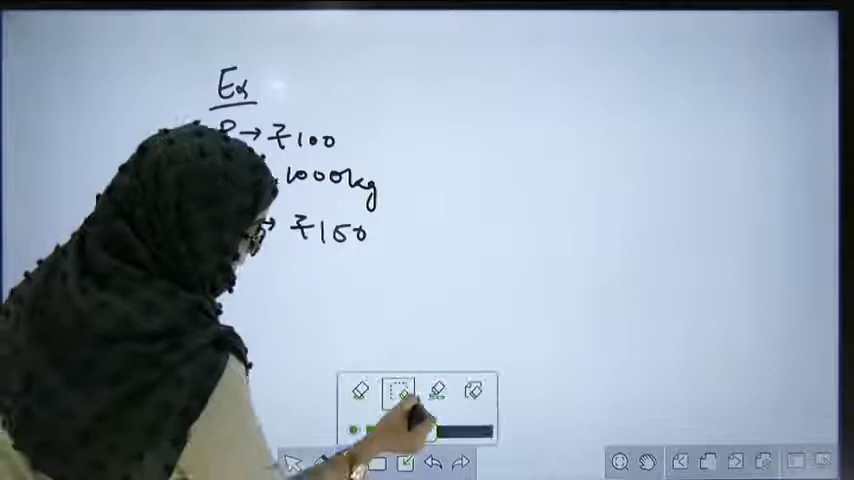 Ex
P → ₹100
1000kg
→ ₹150